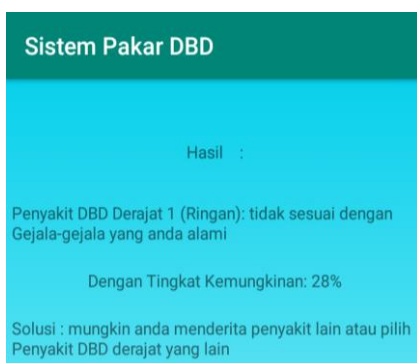 Sistem Pakar DBD
Hasil :
Penyakit DBD Derajat 1 (Ringan): tidak sesuai dengan
Gejala-gejala yang anda alami
Dengan Tingkat Kemungkinan: 28%
Solusi : mungkin anda menderita penyakit lain atau pilih
Penyakit DBD derajat yang lain